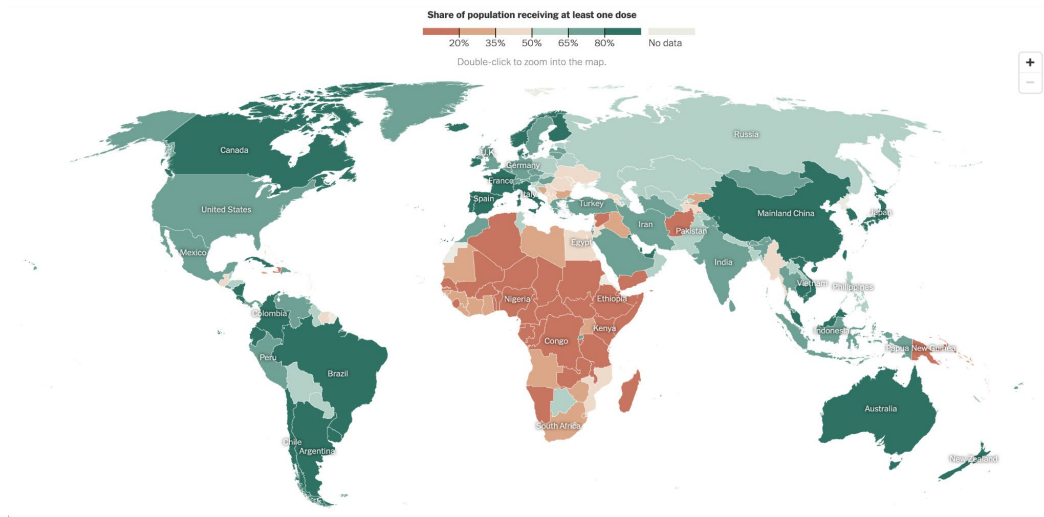 Share of population receiving at least one dose
20% 35% 50% 65% 80% No data
Double-click to zoom into the map.
+
−
Russia
Canada
U.K.
Germany
France
Italy
Spain
Turkey
Mainland China
Japan
United States
Iran
Pakistan
Mexico
Egypt
India
Vietnam
Philippines
Nigeria
Ethiopia
Colombia
Kenya
Indonesia
Congo
Papua New Guinea
Peru
Brazil
Australia
South Africa
Chile
Argentina
New Zealand